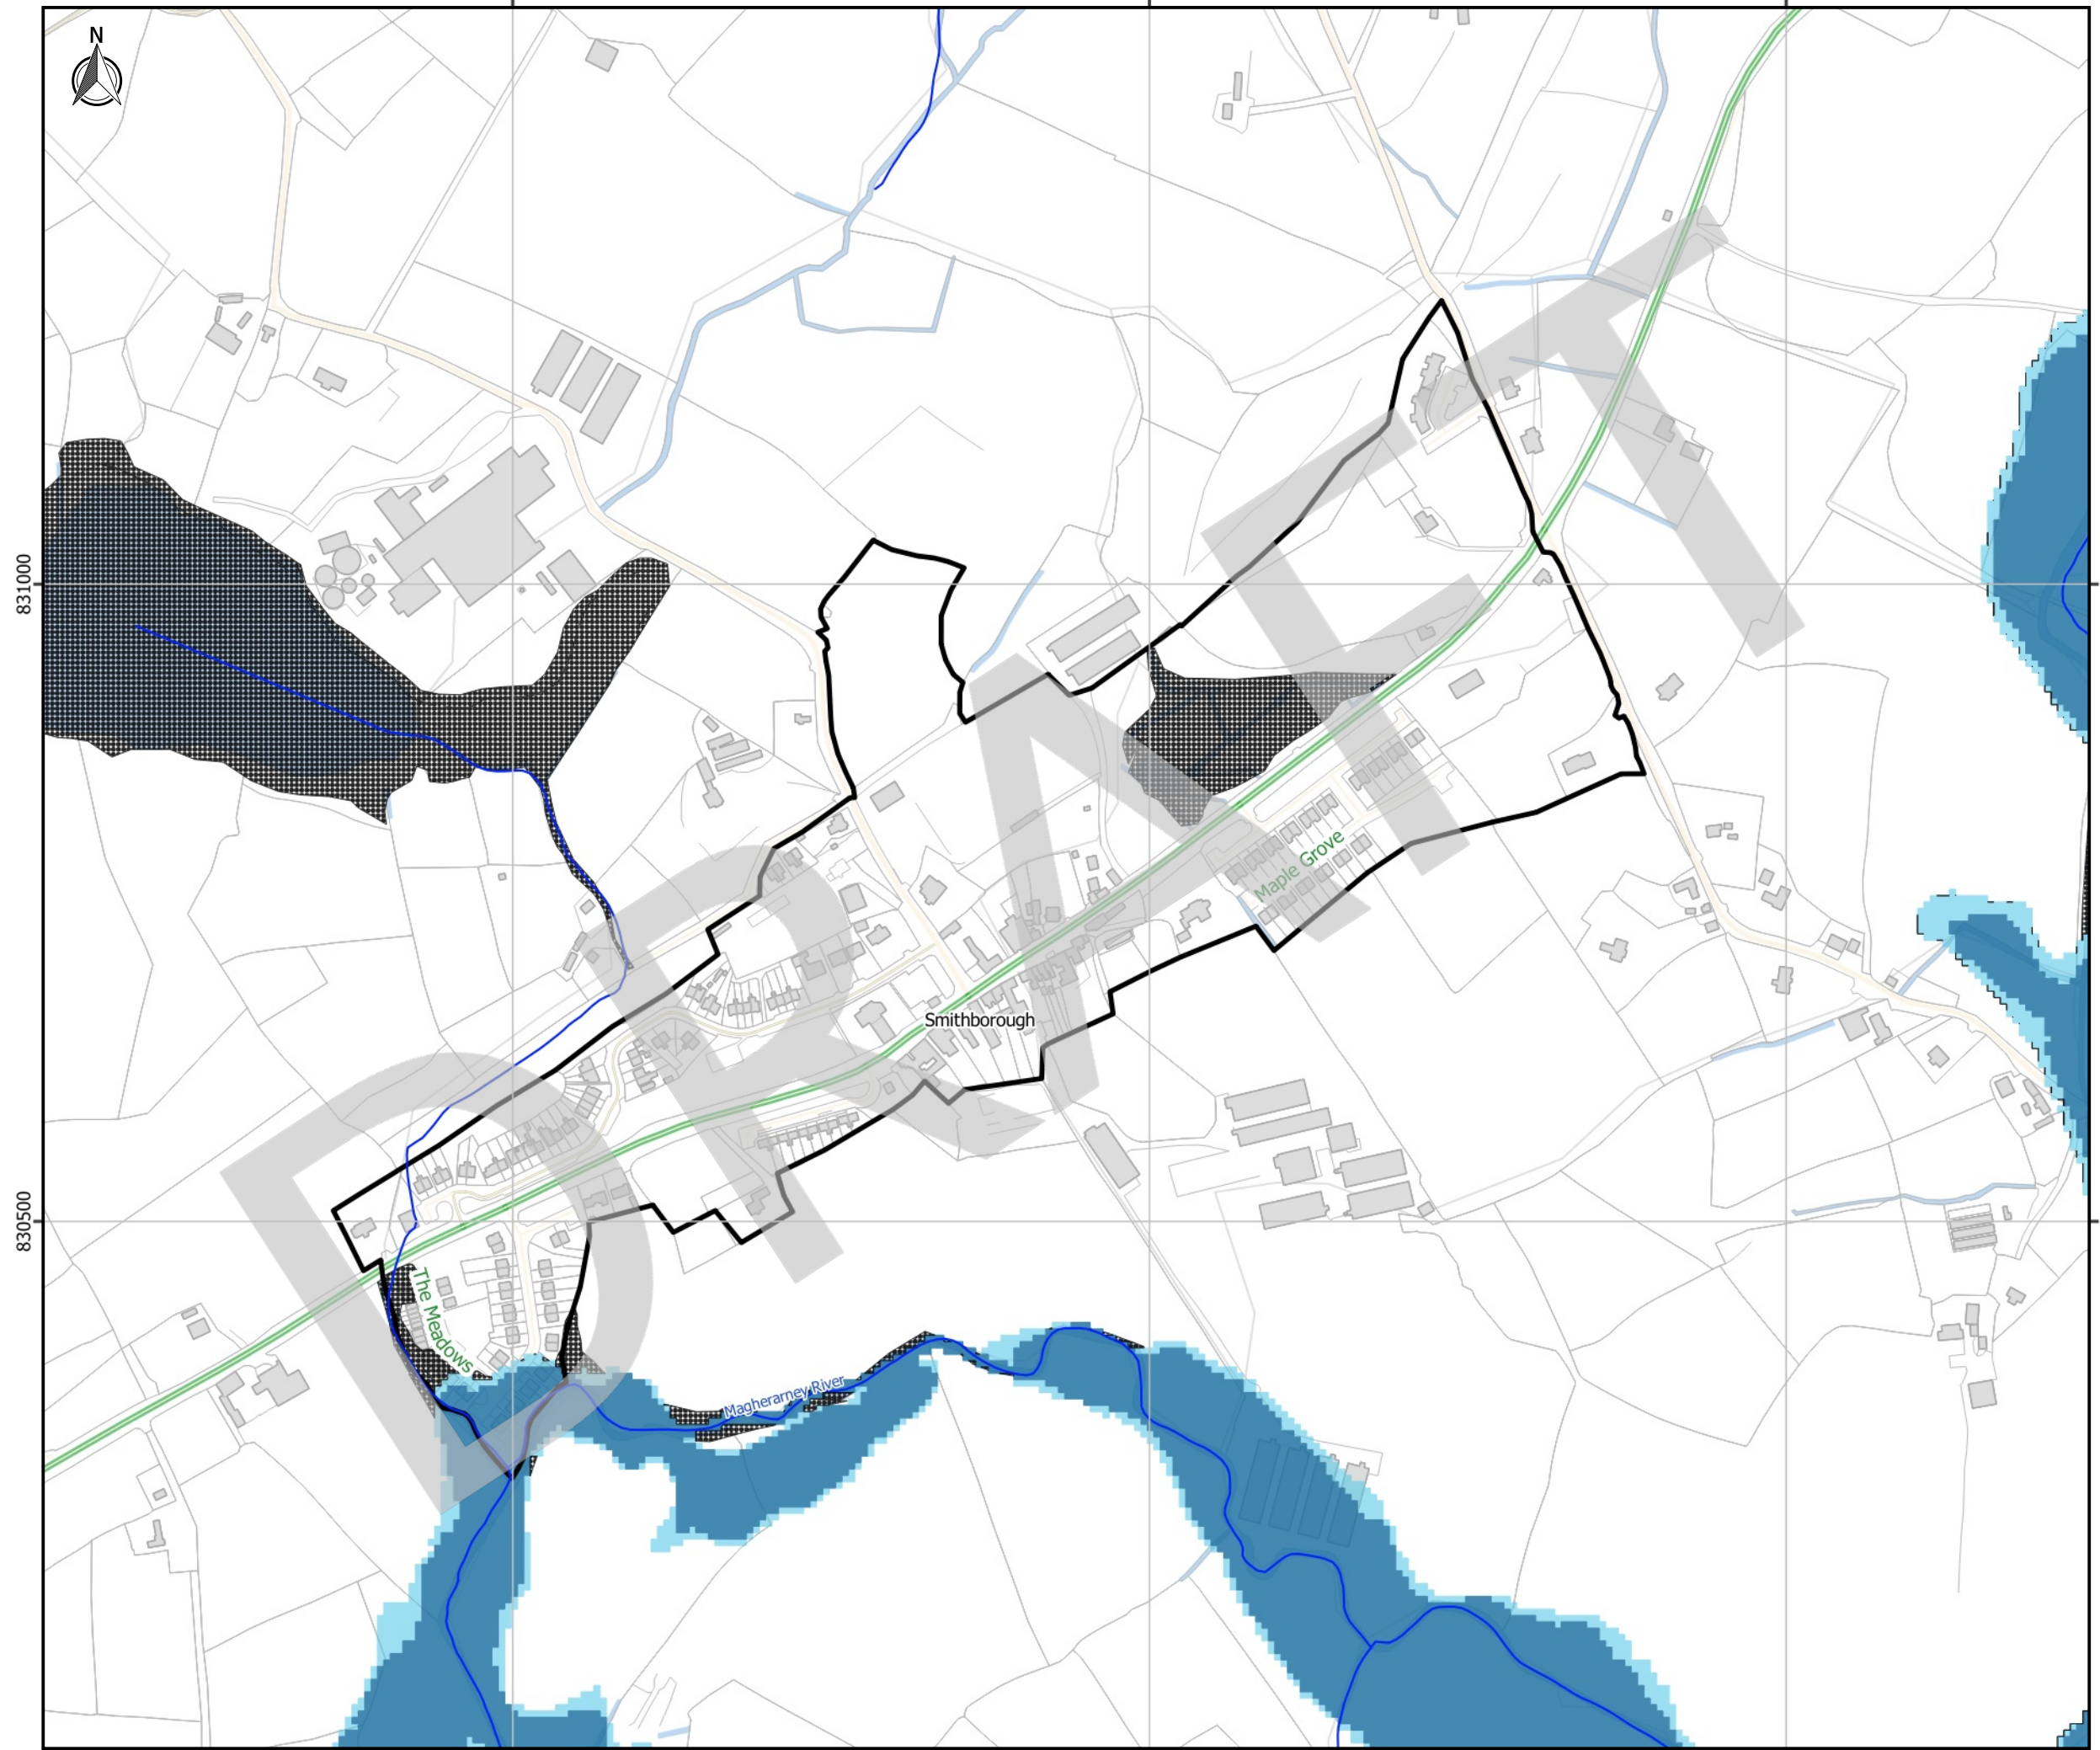 N
831000
Maple Grove
Smithborough
830500
The Meadows
Magherarney River
DRAFT